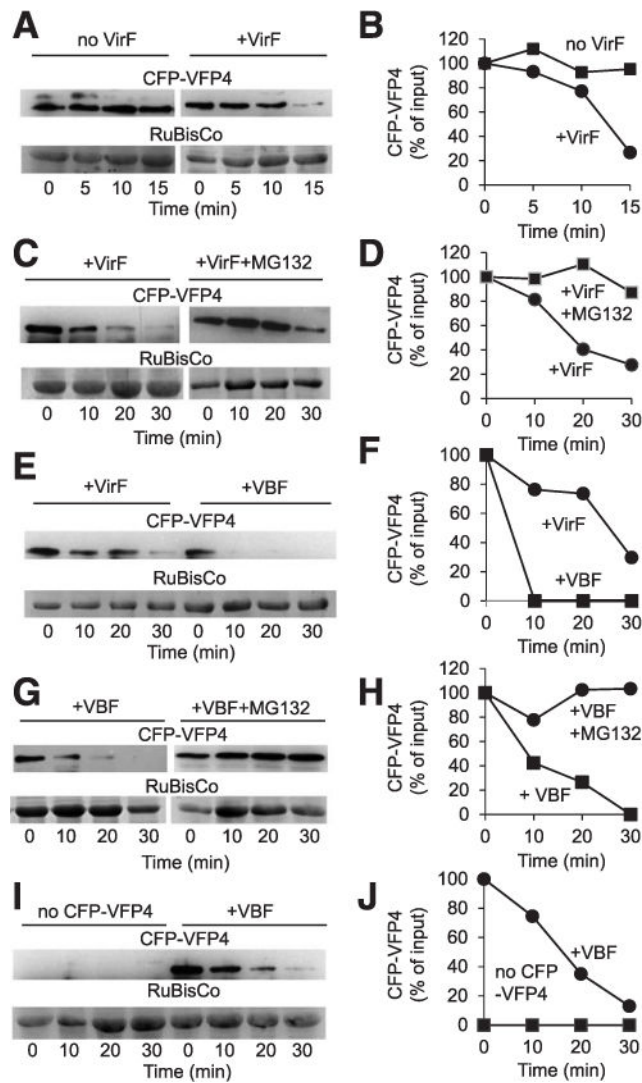 A
no VirF +VirF
CFP-VFP4
RuBisCo
0 5 10 15 0 5 10 15
Time (min)
B
CFP-VFP4
(% of input)
120
100
80
60
40
20
0
no VirF
+VirF
0 5 10 15
Time (min)
C
+VirF +VirF+MG132
CFP-VFP4
RuBisCo
0 10 20 30 0 10 20 30
Time (min)
D
CFP-VFP4
(% of input)
120
100
80
60
40
20
0
+VirF
+MG132
+VirF
0 10 20 30
Time (min)
E
+VirF +VBF
CFP-VFP4
RuBisCo
0 10 20 30 0 10 20 30
Time (min)
F
CFP-VFP4
(% of input)
100
80
60
40
20
0
+VirF
+VBF
0 10 20 30
Time (min)
G
+VBF +VBF+MG132
CFP-VFP4
RuBisCo
0 10 20 30 0 10 20 30
Time (min)
H
CFP-VFP4
(% of input)
120
100
80
60
40
20
0
+VBF
+MG132
+ VBF
0 10 20 30
Time (min)
I
no CFP-VFP4 +VBF
CFP-VFP4
RuBisCo
0 10 20 30 0 10 20 30
Time (min)
J
CFP-VFP4
(% of input)
100
80
60
40
20
0
+VBF
no CFP
-VFP4
0 10 20 30
Time (min)